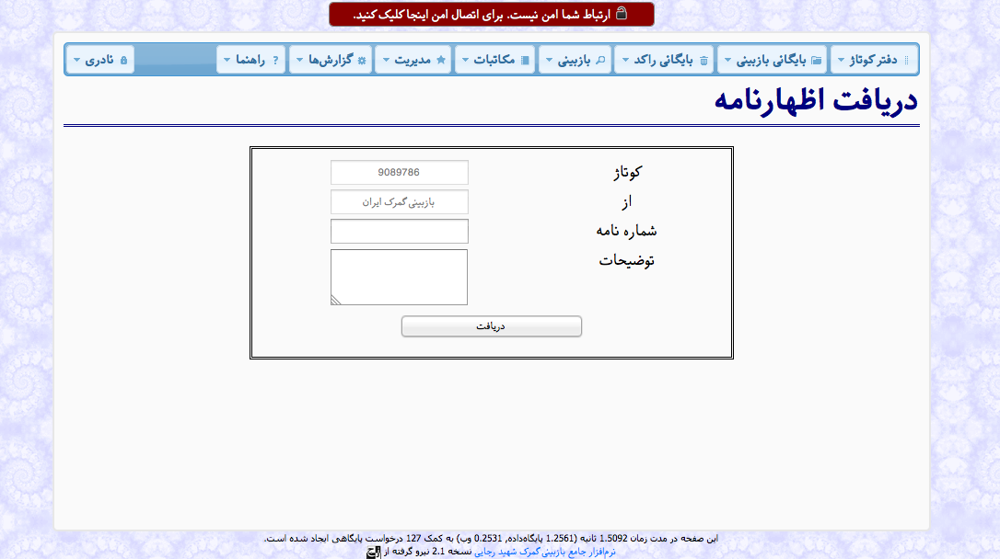 ارتباط شما امن نیست. برای اتصال امن اینجا کلیک کنید.
دفتر کوتاژ بایگانی بازبینی بایگانی راکد بازبینی مکاتبات مدیریت گزارش‌ها راهنما نادری
دریافت اظهارنامه
کوتاژ 9089786
از بازبینی گمرک ایران
شماره نامه
توضیحات
دریافت
این صفحه در مدت زمان 1.5092 ثانیه (1.2561 پایگاه‌داده, 0.2531 وب) به کمک 127 درخواست پایگاهی ایجاد شده است.
نرم‌افزار جامع بازبینی گمرک شهید رجایی نسخه 2.1 نیرو گرفته از